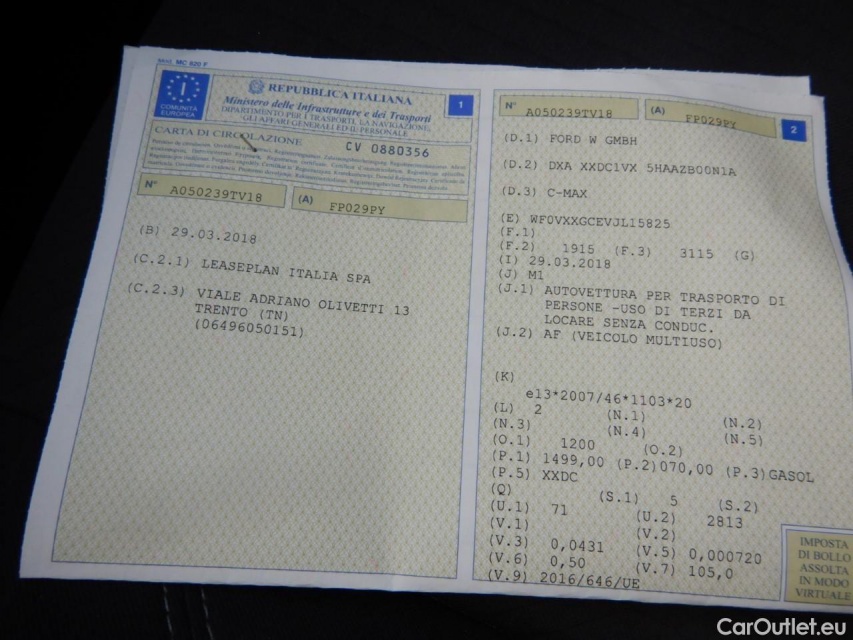 MC 820 F
I
COMUNITÀ
EUROPEA
REPUBBLICA ITALIANA
Ministero delle Infrastrutture e dei Trasporti
DIPARTIMENTO PER I TRASPORTI, LA NAVIGAZIONE,
GLI AFFARI GENERALI ED IL PERSONALE
1
CARTA DI CIRCOLAZIONE
CV 0880356
N° A050239TV18 (A) FP029PY
(B) 29.03.2018
(C.2.1) LEASEPLAN ITALIA SPA
(C.2.3) VIALE ADRIANO OLIVETTI 13
TRENTO (TN)
(06496050151)
N° A050239TV18 (A) FP029PY
2
(D.1) FORD W GMBH
(D.2) DXA XXDC1VX 5HAAZB00N1A
(D.3) C-MAX
(E) WF0VXXGCEVJL15825
(F.1)
(F.2) 1915 (F.3) 3115 (G)
(I) 29.03.2018
(J) M1
(J.1) AUTOVETTURA PER TRASPORTO DI
PERSONE -USO DI TERZI DA
LOCARE SENZA CONDUC.
(J.2) AF (VEICOLO MULTIUSO)
(K)
e13*2007/46*1103*20
(L) 2 (N.1) (N.2)
(N.3) (N.4) (N.5)
(O.1) 1200 (O.2)
(P.1) 1499,00 (P.2)070,00 (P.3)GASOL
(P.5) XXDC
(Q) (S.1) 5 (S.2)
(U.1) 71 (U.2) 2813
(V.1) (V.2)
(V.3) 0,0431 (V.5) 0,000720
(V.6) 0,50 (V.7) 105,0
(V.9) 2016/646/UE
IMPOSTA
DI BOLLO
ASSOLTA
IN MODO
VIRTUALE
CarOutlet.eu